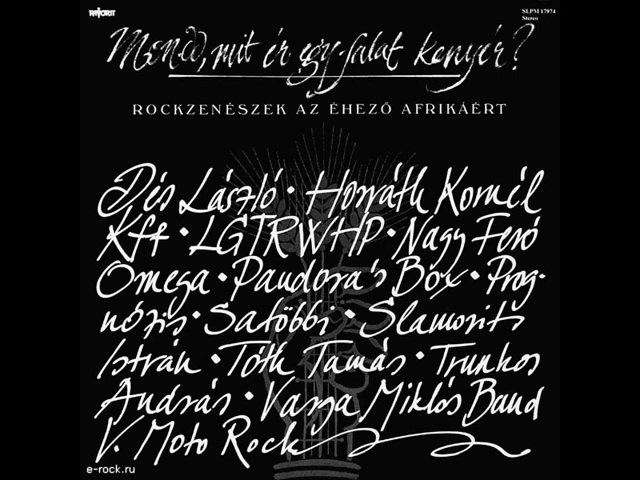 FAVORIT
SLPM 17974
Stereo
Mondd, mit ér egy falat kenyér?
ROCKZENÉSZEK AZ ÉHEZŐ AFRIKÁÉRT
Dés László · Horváth Kornél
Kft · LGTRWHP · Nagy Feró
Omega · Pandora's Box · Prog-
nózis · Satöbbi · Slamovits
István · Tóth Tamás · Trunkos
András · Varga Miklós Band
V. Moto Rock
e-rock.ru